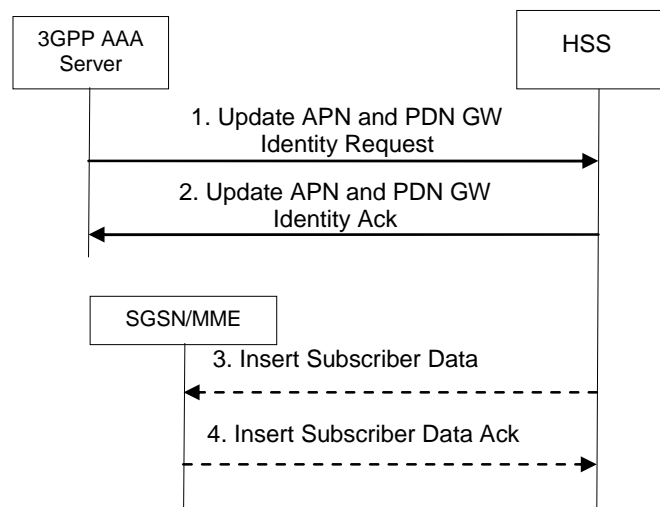 3GPP AAA
Server
HSS
1. Update APN and PDN GW
Identity Request
2. Update APN and PDN GW
Identity Ack
SGSN/MME
3. Insert Subscriber Data
4. Insert Subscriber Data Ack